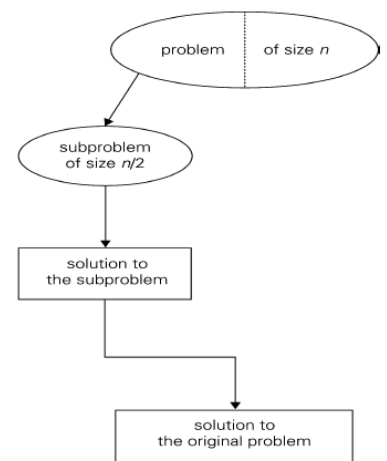 problem of size n
subproblem
of size n/2
solution to
the subproblem
solution to
the original problem